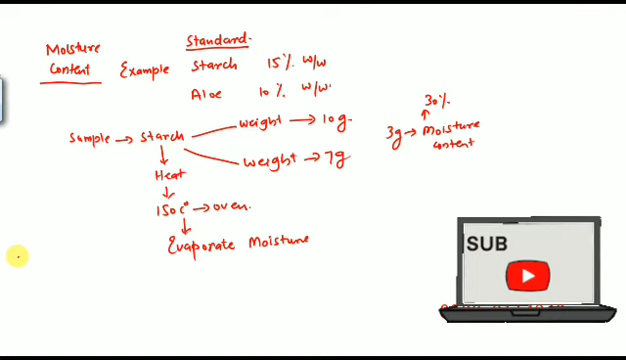 Moisture Content
Example
Standard
Starch 15% w/w
Aloe 10% w/w
Sample → Starch
weight → 10g.
weight → 7g
3g → Moisture content
↑
30%
↓
Heat
↓
150c° → oven.
↓
Evaporate Moisture
SUB